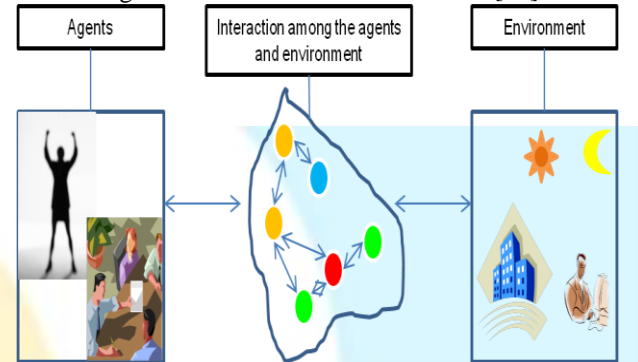 Agents
Interaction among the agents
and environment
Environment